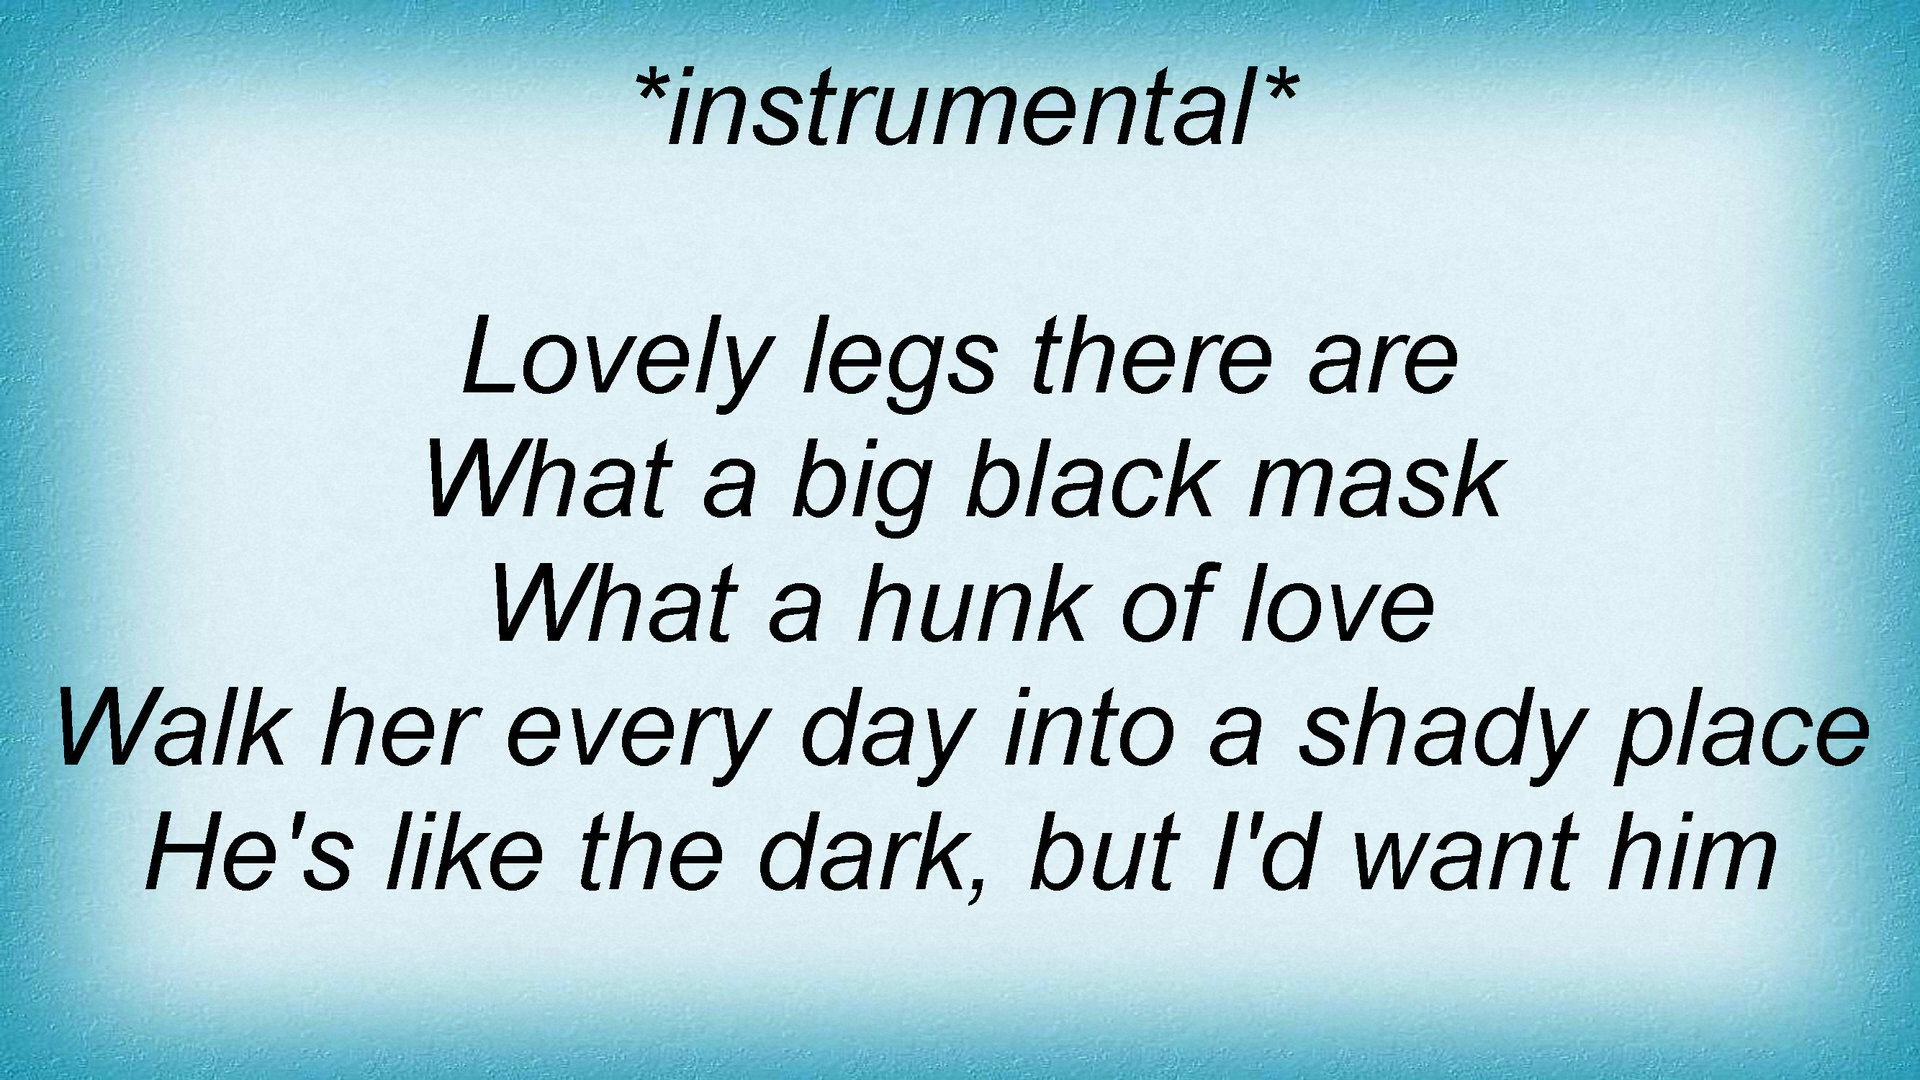 *instrumental*
Lovely legs there are
What a big black mask
What a hunk of love
Walk her every day into a shady place
He's like the dark, but I'd want him